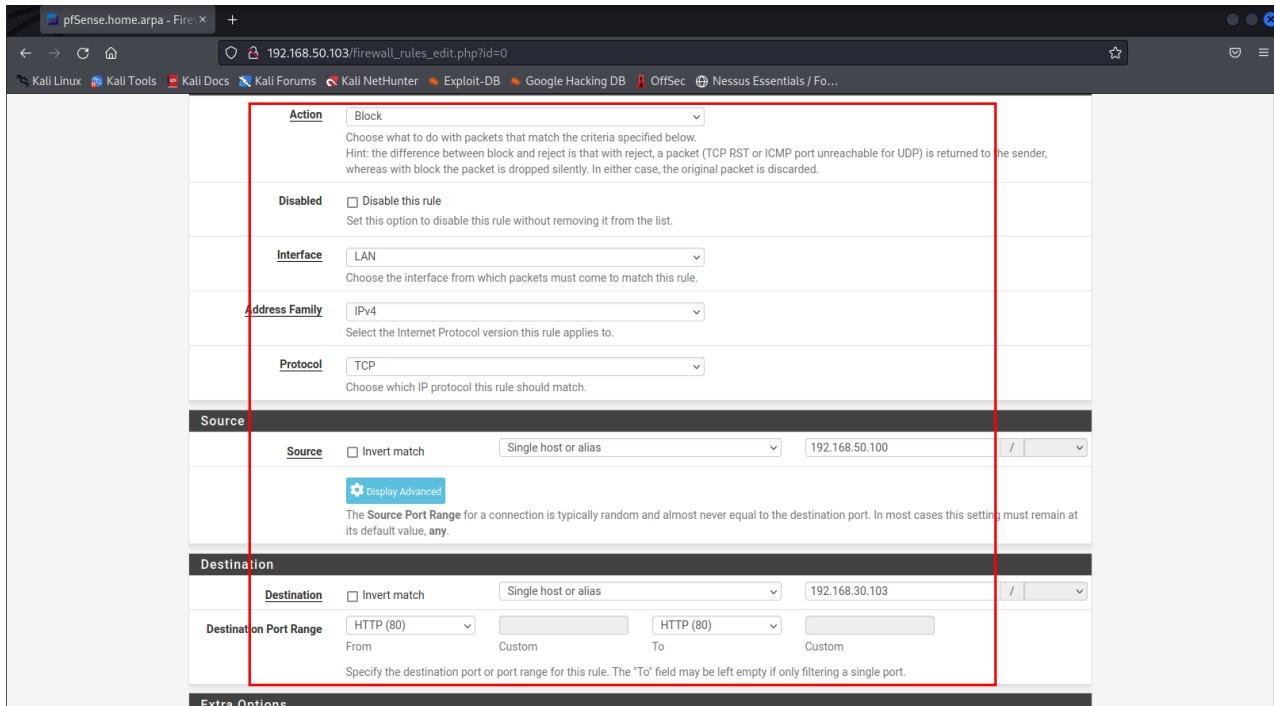 pfSense.home.arpa - Fire
192.168.50.103/firewall_rules_edit.php?id=0
Kali Linux Kali Tools Kali Docs Kali Forums Kali NetHunter Exploit-DB Google Hacking DB OffSec Nessus Essentials / Fo…
Action Block
Choose what to do with packets that match the criteria specified below.
Hint: the difference between block and reject is that with reject, a packet (TCP RST or ICMP port unreachable for UDP) is returned to the sender,
whereas with block the packet is dropped silently. In either case, the original packet is discarded.
Disabled Disable this rule
Set this option to disable this rule without removing it from the list.
Interface LAN
Choose the interface from which packets must come to match this rule.
Address Family IPv4
Select the Internet Protocol version this rule applies to.
Protocol TCP
Choose which IP protocol this rule should match.
Source
Source Invert match Single host or alias 192.168.50.100 /
Display Advanced
The Source Port Range for a connection is typically random and almost never equal to the destination port. In most cases this setting must remain at
its default value, any.
Destination
Destination Invert match Single host or alias 192.168.30.103 /
Destination Port Range HTTP (80) HTTP (80)
From Custom To Custom
Specify the destination port or port range for this rule. The "To" field may be left empty if only filtering a single port.
Extra Options